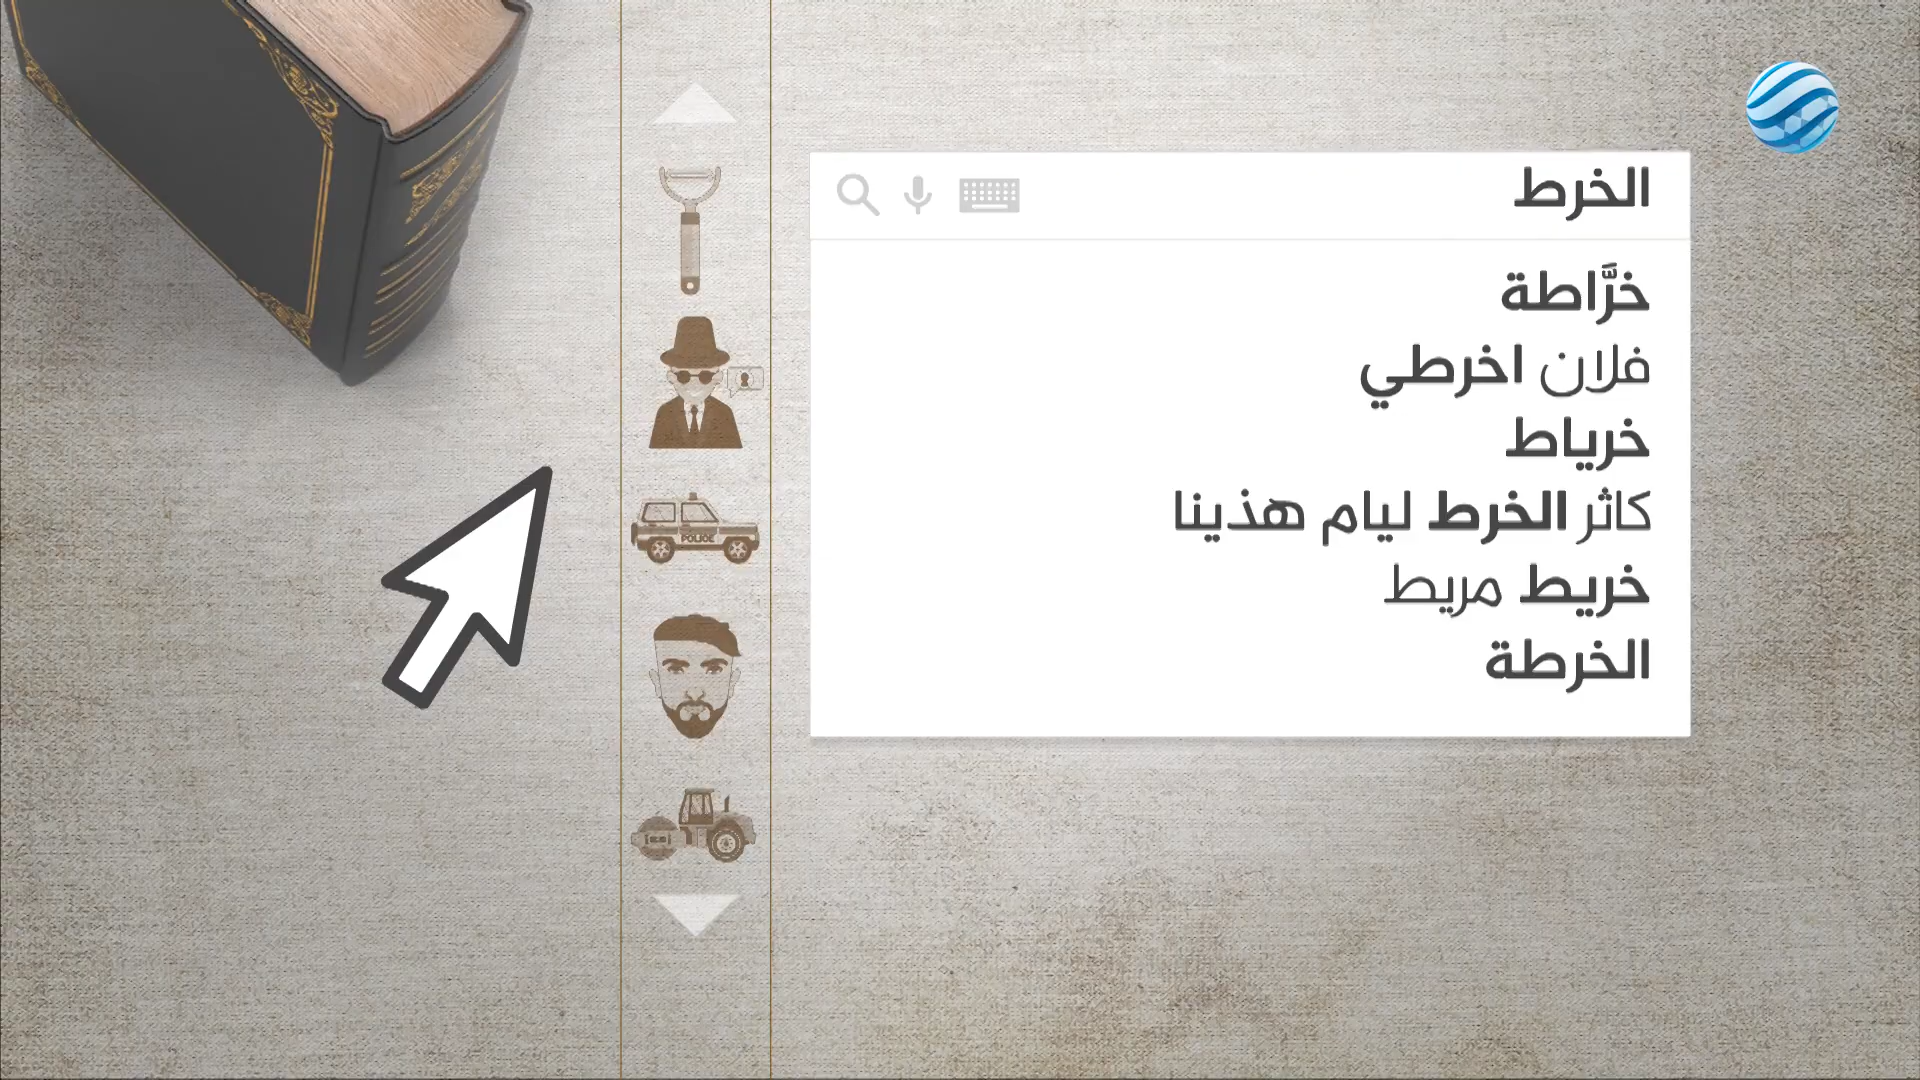 الخرط
خرَّاطة
فلان اخرطي
خرياط
كاثر الخرط ليام هذينا
خريط مريط
الخرطة
POLICE